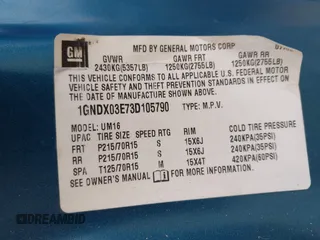 GM
MFD BY GENERAL MOTORS CORP
GVWR GAWR FRT GAWR RR
2430KG(5357LB) 1250KG(2755LB) 1250KG(2755LB)
THIS VEHICLE CONFORMS TO ALL APPLICABLE U.S. FEDERAL MOTOR
VEHICLE SAFETY AND THEFT PREVENTION STANDARDS IN EFFECT ON THE
DATE OF MANUFACTURE SHOWN ABOVE.
1GNDX03E73D105790 TYPE: M.P.V.
MODEL: UM16
UPAC TIRE SIZE SPEED RTG RIM COLD TIRE PRESSURE
FRT P215/70R15 S 15X6J 240KPA(35PSI)
RR P215/70R15 S 15X6J 240KPA(35PSI)
SPA T125/70R15 M 15X4T 420KPA(60PSI)
SEE OWNER'S MANUAL FOR ADDITIONAL INFORMATION.
DREAMBID